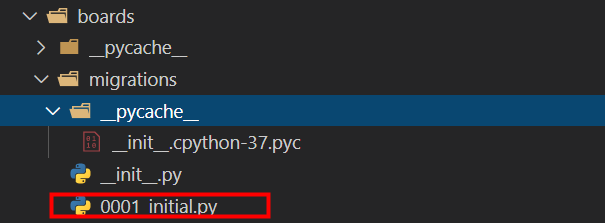 boards
__pycache__
migrations
__pycache__
__init__.cpython-37.pyc
__init__.py
0001_initial.py